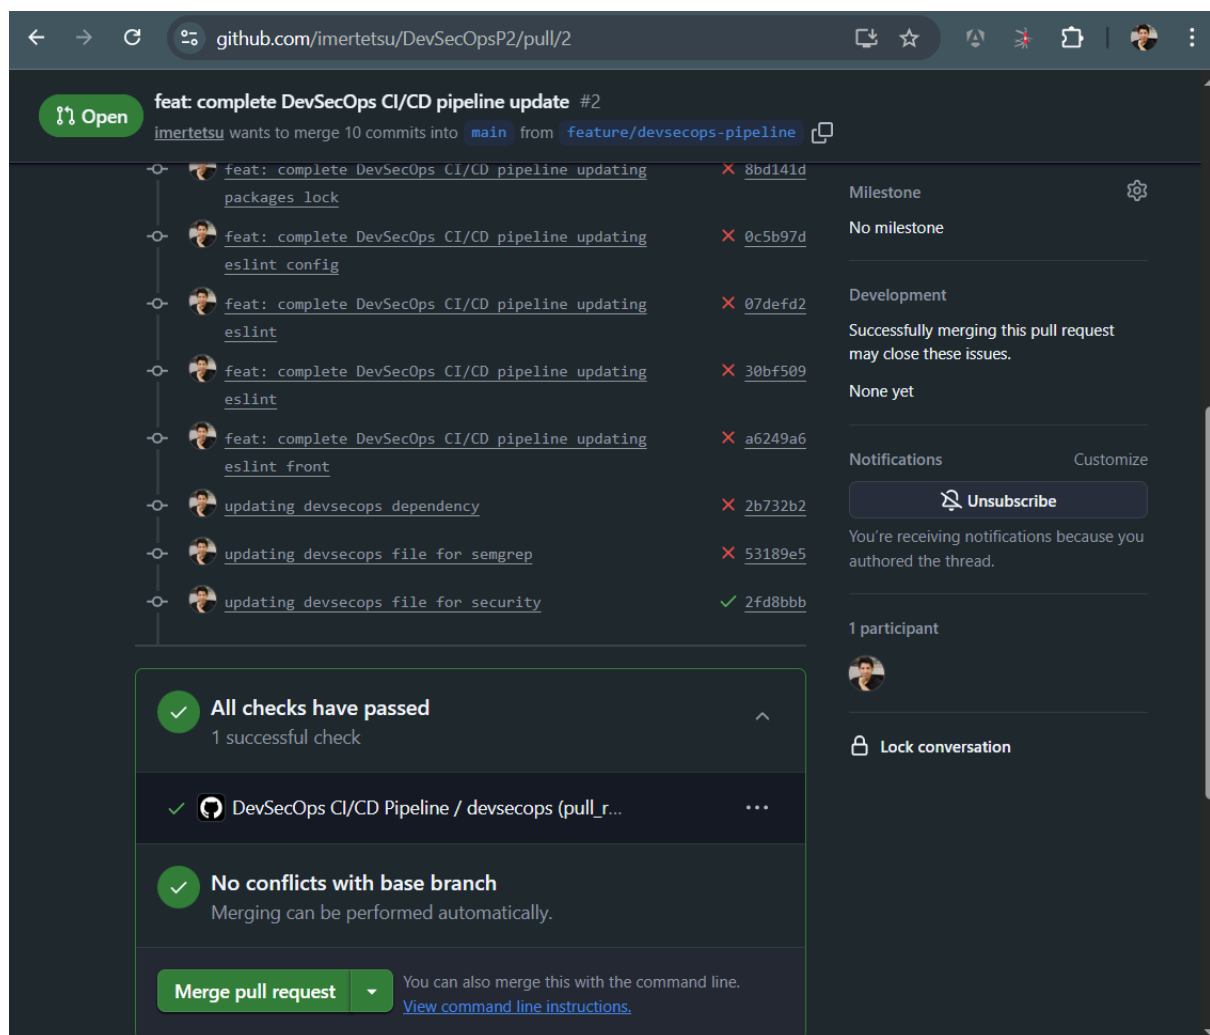 github.com/imertetsu/DevSecOpsP2/pull/2
Open
feat: complete DevSecOps CI/CD pipeline update #2
imertetsu wants to merge 10 commits into main from feature/devsecops-pipeline
feat: complete DevSecOps CI/CD pipeline updating 8bd141d
packages lock
feat: complete DevSecOps CI/CD pipeline updating 0c5b97d
eslint config
feat: complete DevSecOps CI/CD pipeline updating 07defd2
eslint
feat: complete DevSecOps CI/CD pipeline updating 30bf509
eslint
feat: complete DevSecOps CI/CD pipeline updating a6249a6
eslint front
updating devsecops dependency 2b732b2
updating devsecops file for semgrep 53189e5
updating devsecops file for security 2fd8bbb
All checks have passed
1 successful check
DevSecOps CI/CD Pipeline / devsecops (pull_r...
No conflicts with base branch
Merging can be performed automatically.
Merge pull request
You can also merge this with the command line.
View command line instructions.
Milestone
No milestone
Development
Successfully merging this pull request
may close these issues.
None yet
Notifications Customize
Unsubscribe
You're receiving notifications because you
authored the thread.
1 participant
Lock conversation